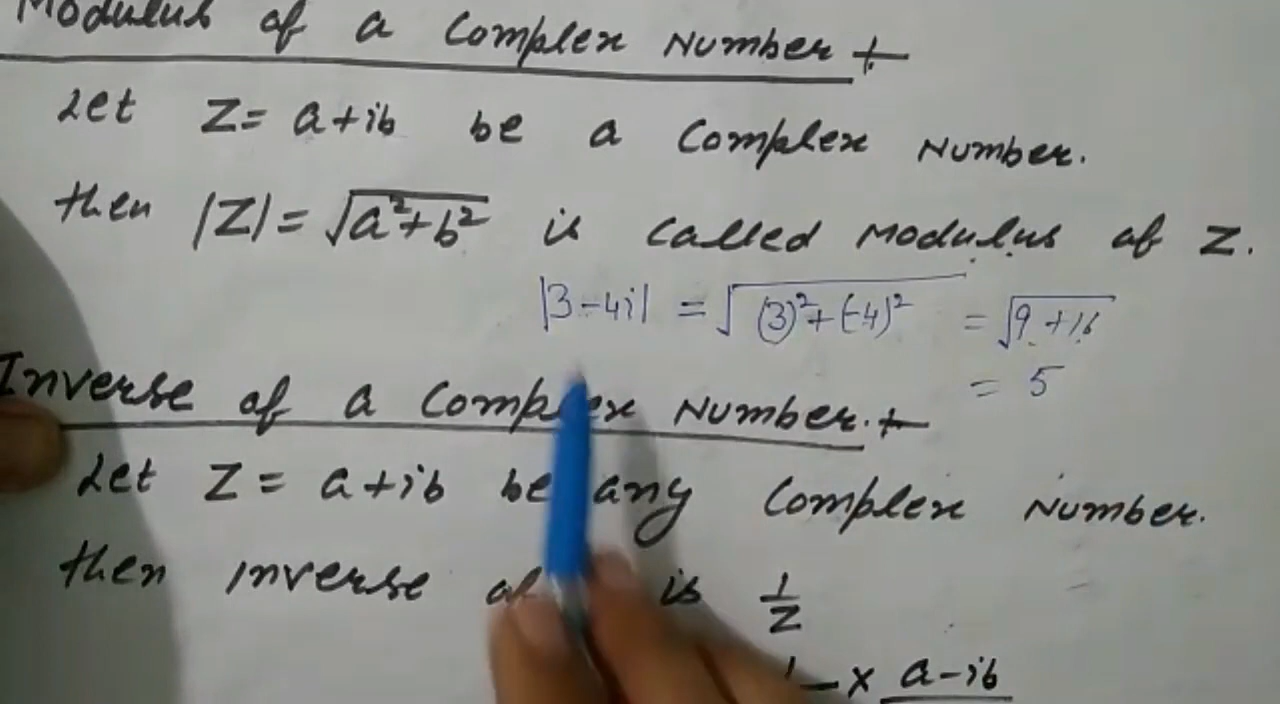 Modulus of a Complex Number :-
Let Z = a+ib be a Complex Number.
then |Z| = √a²+b² is called Modulus of Z.
|3-4i| = √(3)²+(-4)² = √9+16
= 5
Inverse of a Complex Number :-
Let Z = a+ib be any Complex Number.
then inverse is 1/Z
× a-ib